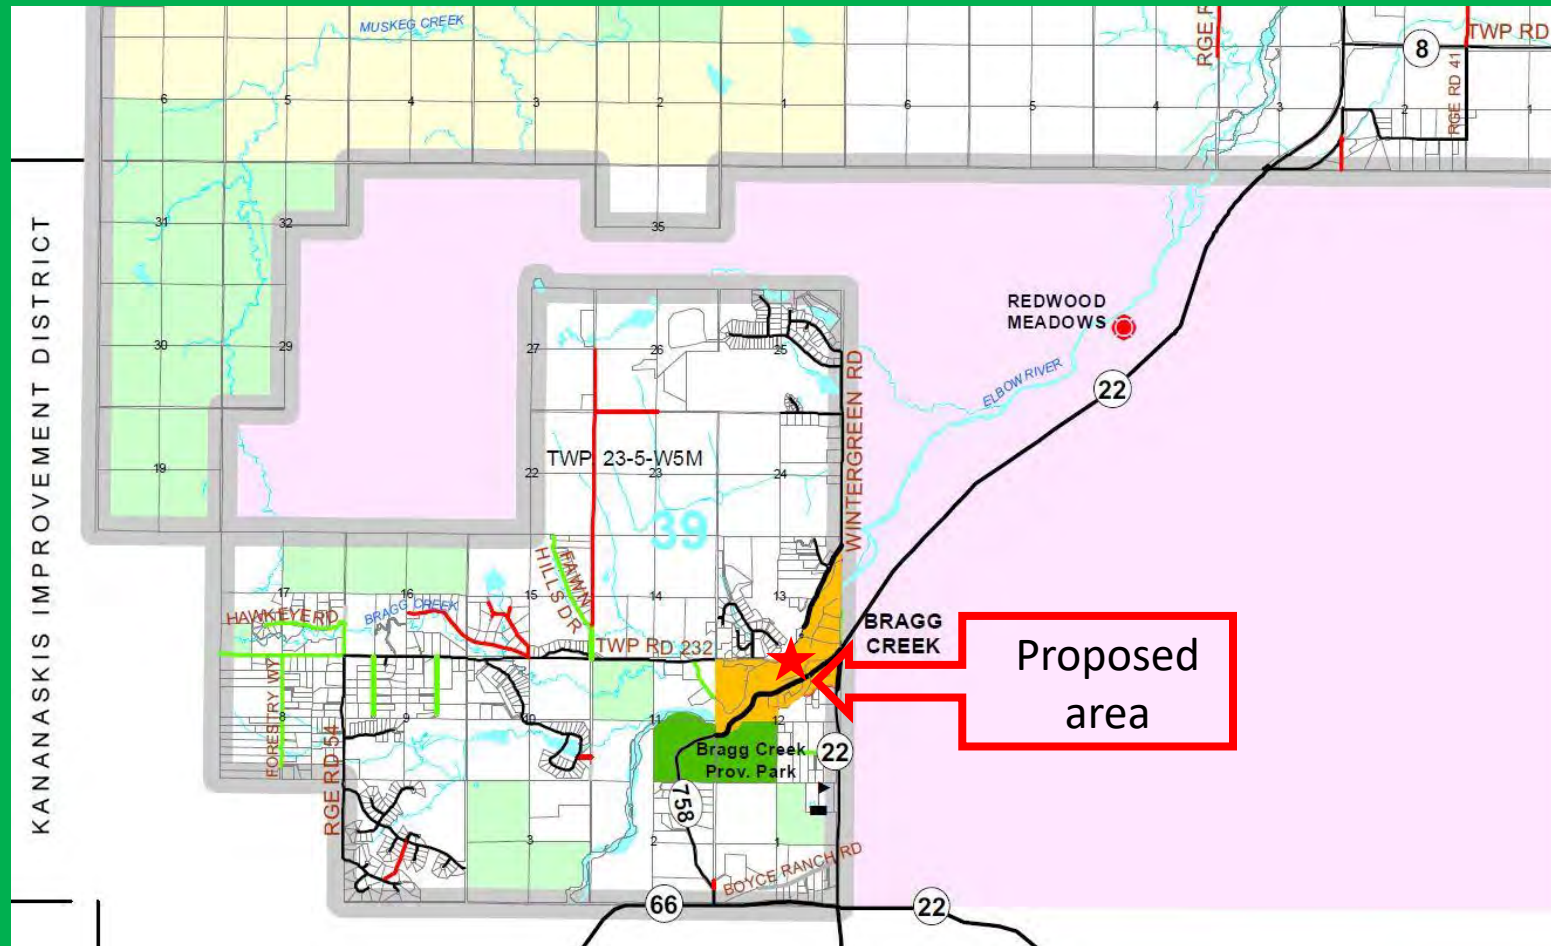 MUSKEG CREEK
RGE R
TWP RD
8
RGE RD 41
6
5
4
3
2
1
6
5
4
3
2
1
31
32
35
KANANASKIS IMPROVEMENT DISTRICT
REDWOOD
MEADOWS
30
29
27
26
25
ELBOW RIVER
22
WINTERGREEN RD
TWP 23-5-W5M
19
22
23
24
39
FAWN
HILLS DR
17
16
15
14
13
HAWKEYE RD
BRAGG CREEK
TWP RD 232
BRAGG
CREEK
Proposed
area
FORESTRY WY
8
9
10
11
12
RGE RD 54
Bragg Creek
Prov. Park
22
758
3
2
1
BOYCE RANCH RD
66
22